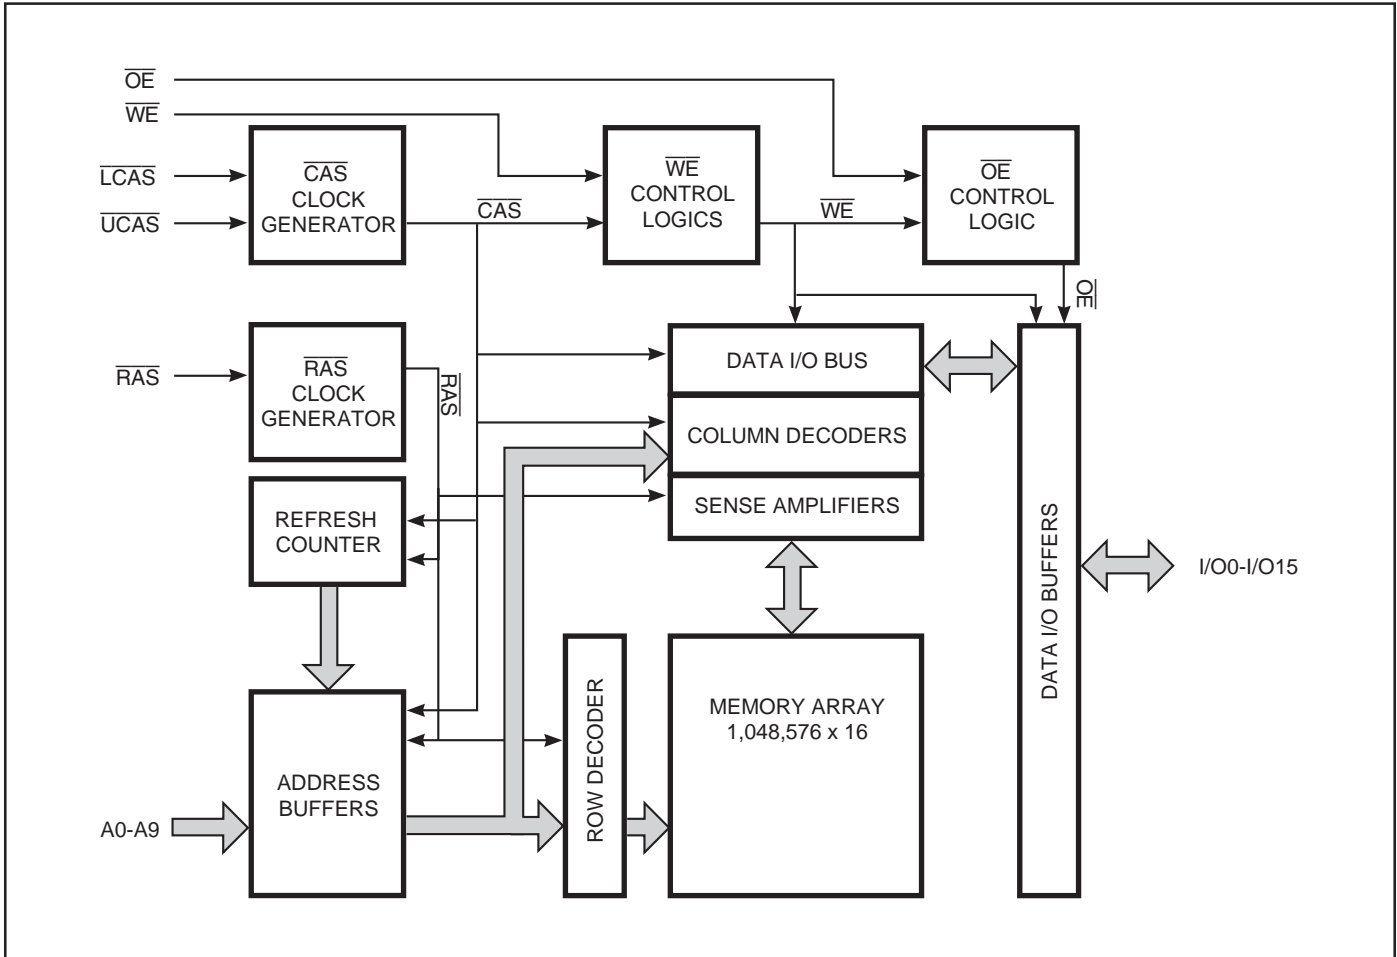 OE
WE
LCAS
UCAS
CAS
CLOCK
GENERATOR
CAS
WE
CONTROL
LOGICS
WE
OE
CONTROL
LOGIC
OE
RAS
RAS
CLOCK
GENERATOR
RAS
DATA I/O BUS
COLUMN DECODERS
SENSE AMPLIFIERS
REFRESH
COUNTER
DATA I/O BUFFERS
I/O0-I/O15
ROW DECODER
MEMORY ARRAY
1,048,576 x 16
ADDRESS
BUFFERS
A0-A9